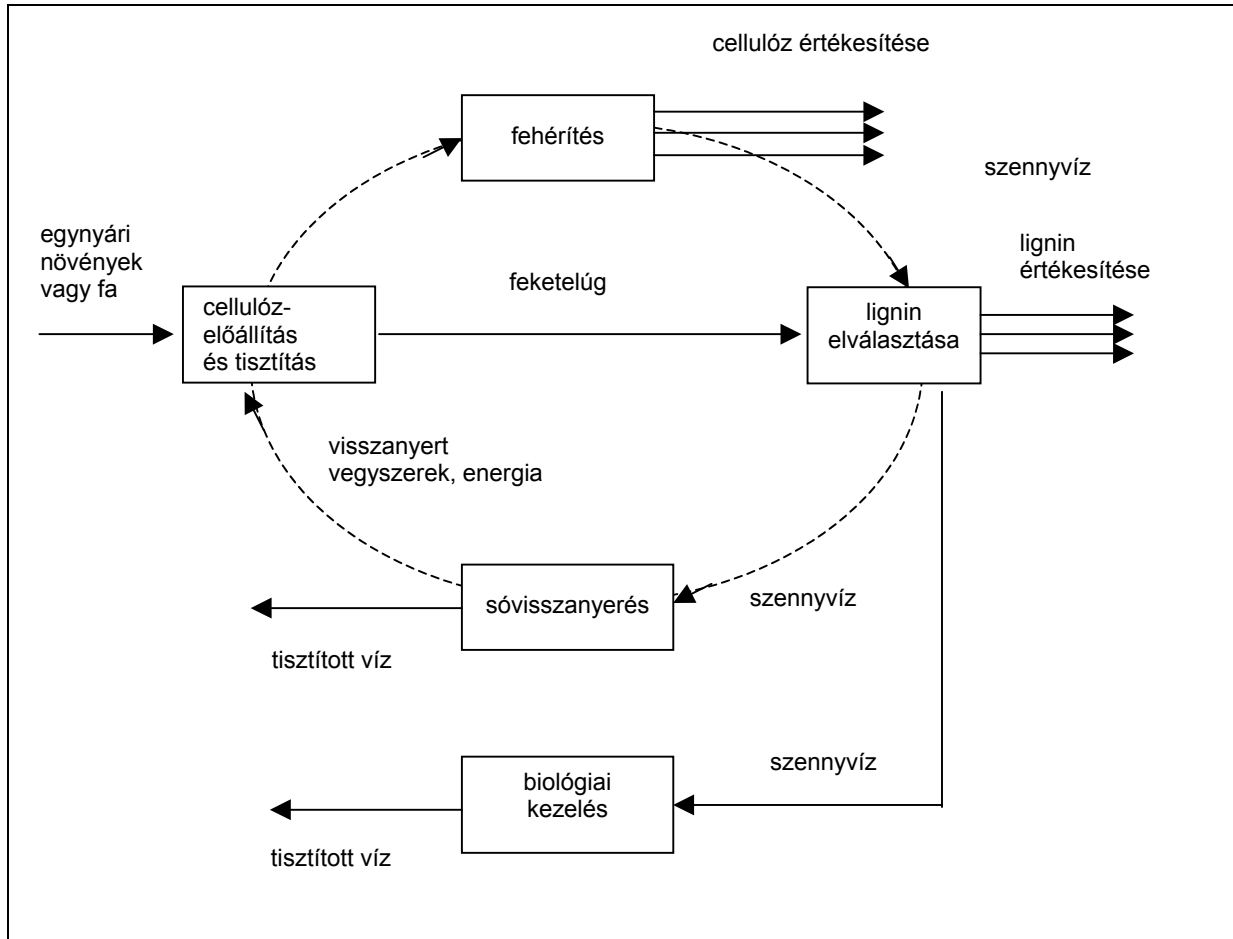 cellulóz értékesítése
fehérítés
szennyvíz
egynyári
növények
vagy fa
lignin
értékesítése
feketelúg
cellulóz-
előállítás
és tisztítás
lignin
elválasztása
visszanyert
vegyszerek, energia
sóvisszanyerés
szennyvíz
tisztított víz
szennyvíz
biológiai
kezelés
tisztított víz